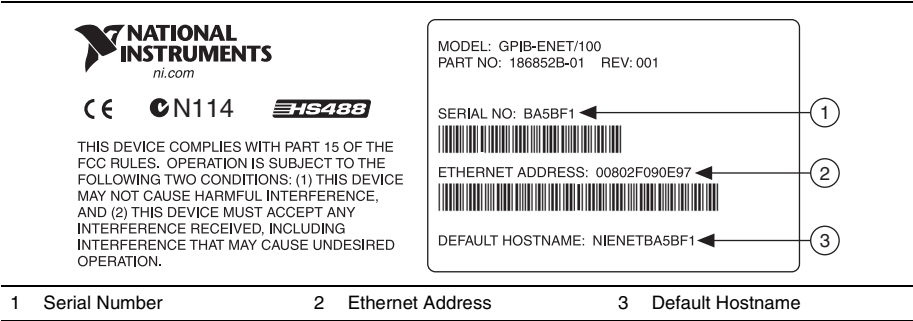 NATIONAL
INSTRUMENTS
ni.com
CE N114 HS488
THIS DEVICE COMPLIES WITH PART 15 OF THE
FCC RULES. OPERATION IS SUBJECT TO THE
FOLLOWING TWO CONDITIONS: (1) THIS DEVICE
MAY NOT CAUSE HARMFUL INTERFERENCE,
AND (2) THIS DEVICE MUST ACCEPT ANY
INTERFERENCE RECEIVED, INCLUDING
INTERFERENCE THAT MAY CAUSE UNDESIRED
OPERATION.
MODEL: GPIB-ENET/100
PART NO: 186852B-01 REV: 001
SERIAL NO: BA5BF1 1
ETHERNET ADDRESS: 00802F090E97 2
DEFAULT HOSTNAME: NIENETBA5BF1 3
1 Serial Number 2 Ethernet Address 3 Default Hostname